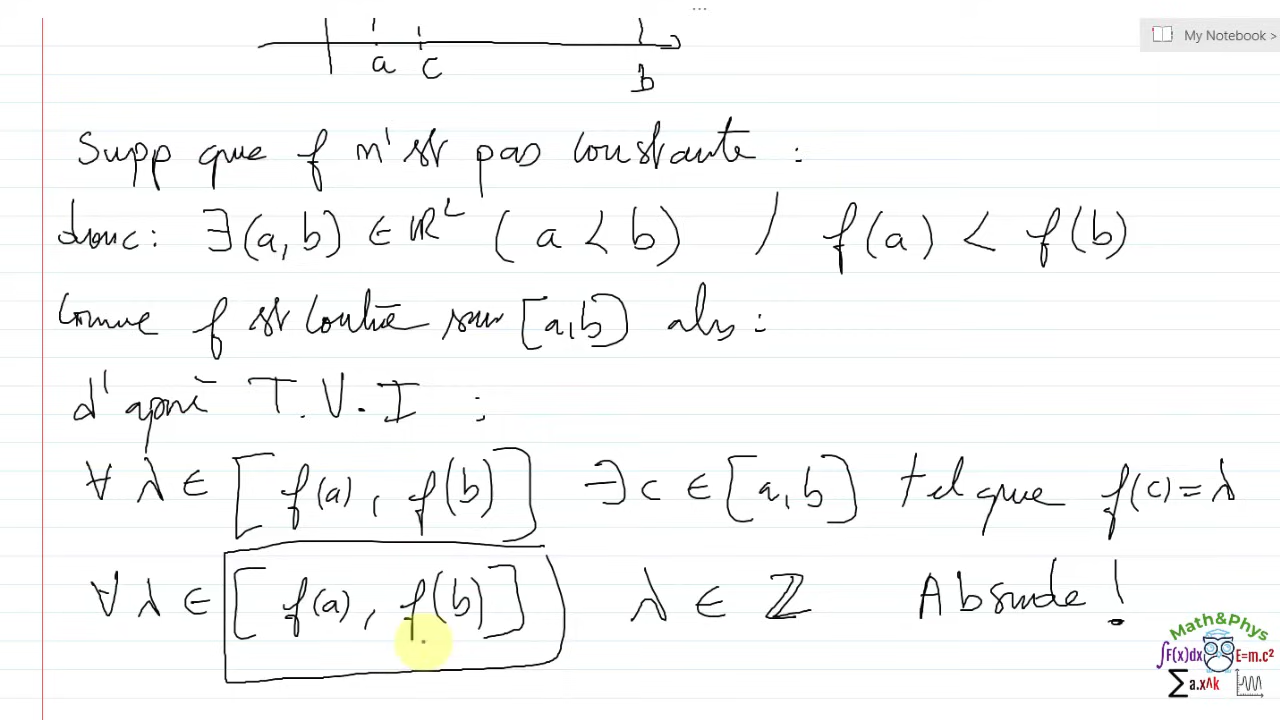 ...
My Notebook >
a c b
Supp que f n'est pas constante :
donc: ∃(a,b) ∈ ℝ² (a < b) / f(a) < f(b)
Comme f est continue sur [a,b] alors :
d'après T.V.I :
∀ λ ∈ [f(a), f(b)] ∃c ∈ [a,b] tel que f(c)=λ
∀ λ ∈ [f(a), f(b)] λ ∈ ℤ Absurde !
Math&Phys
∫F(x)dx E=m.c²
∑ a.x^k